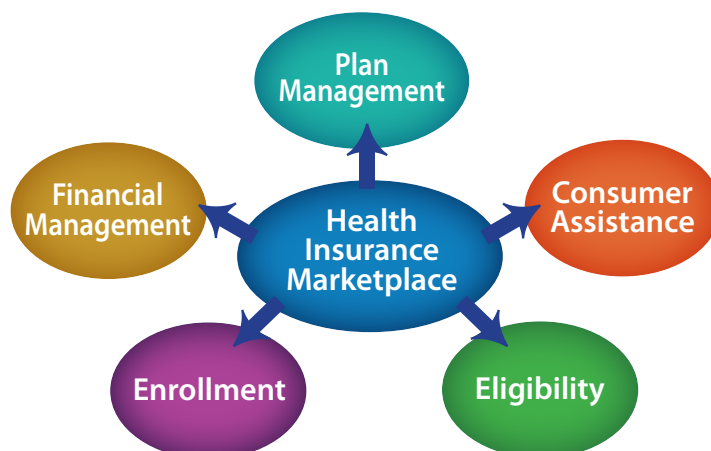 Plan
Management
Financial
Management
Consumer
Assistance
Health
Insurance
Marketplace
Enrollment
Eligibility